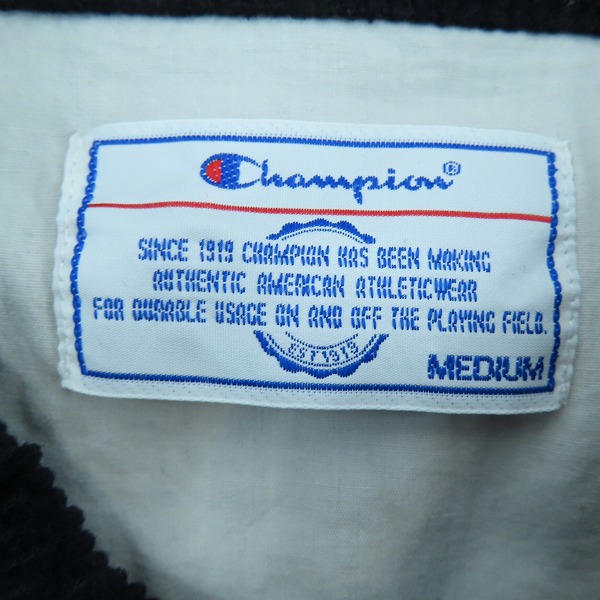 Champion®
SINCE 1919 CHAMPION HAS BEEN MAKING
AUTHENTIC AMERICAN ATHLETICWEAR
FOR DURABLE USAGE ON AND OFF THE PLAYING FIELD.
EST 1919
MEDIUM